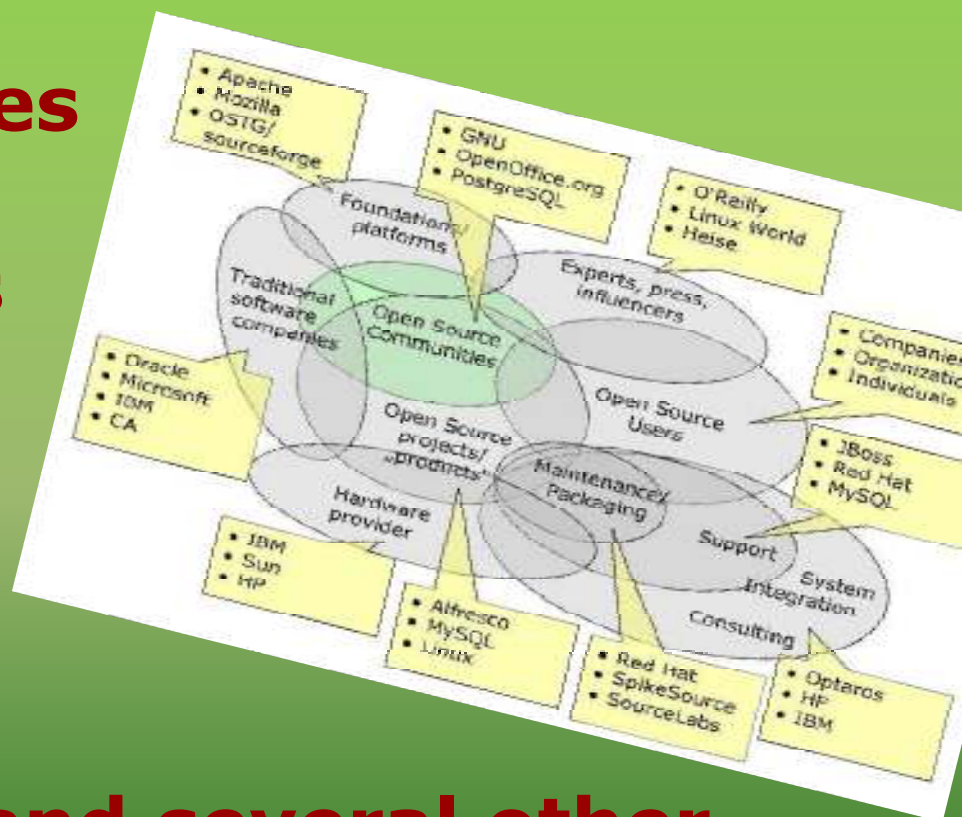 es
s
• Apache
• Mozilla
• OSTG/
sourceforge
• GNU
• OpenOffice.org
• PostgreSQL
• O'Reilly
• Linux World
• Heise
Foundations/
platforms
Experts, press,
influencers
Traditional
software
companies
Open Source
Communities
• Companies
• Organizatio
• Individuals
• Oracle
• Microsoft
• IBM
• CA
Open Source
Users
Open Source
projects/
„products“
• JBoss
• Red Hat
• MySQL
Maintenance/
Packaging
Hardware
provider
Support
System
Integration
Consulting
• IBM
• Sun
• HP
• Alfresco
• MySQL
• Linux
• Red Hat
• SpikeSource
• SourceLabs
• Optaros
• HP
• IBM
and several other